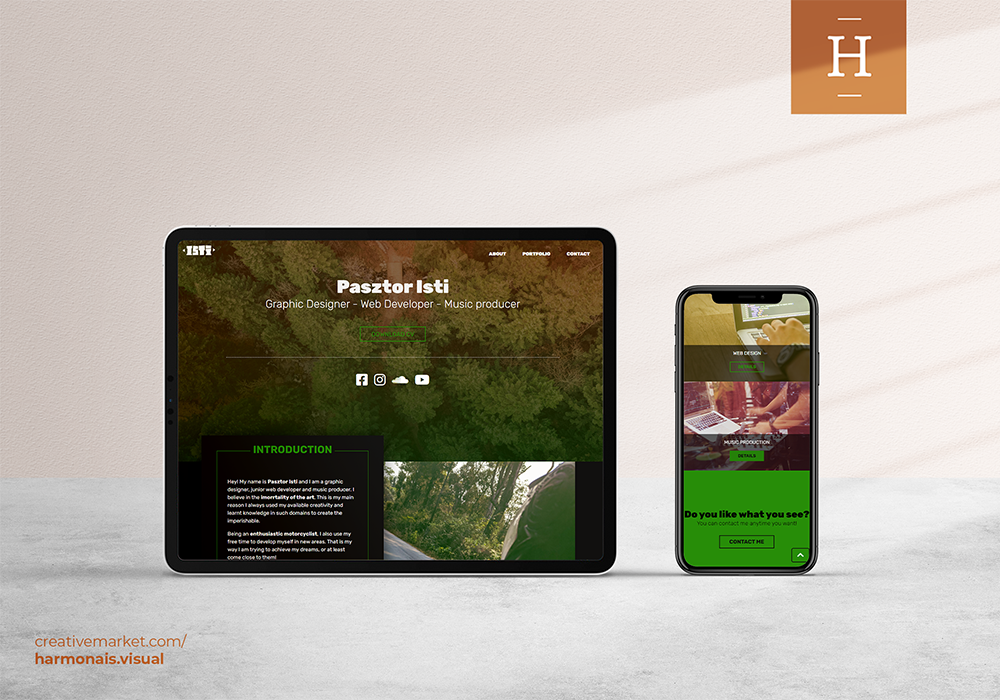 H
ISTI
ABOUT PORTFOLIO CONTACT
Pasztor Isti
Graphic Designer - Web Developer - Music producer
DOWNLOAD CV
INTRODUCTION
Hey! My name is Pasztor Isti and I am a graphic
designer, junior web developer and music producer. I
believe in the imorrtality of the art. This is my main
reason I always used my available creativity and
learnt knowledge in such domains to create the
imperishable.
Being an enthusiastic motorcyclist, I also use my
free time to develop myself in new areas. That is my
way I am trying to achieve my dreams, or at least
come close to them!
WEB DESIGN
DETAILS
MUSIC PRODUCTION
DETAILS
Do you like what you see?
You can contact me anytime you want!
CONTACT ME
creativemarket.com/
harmonais.visual